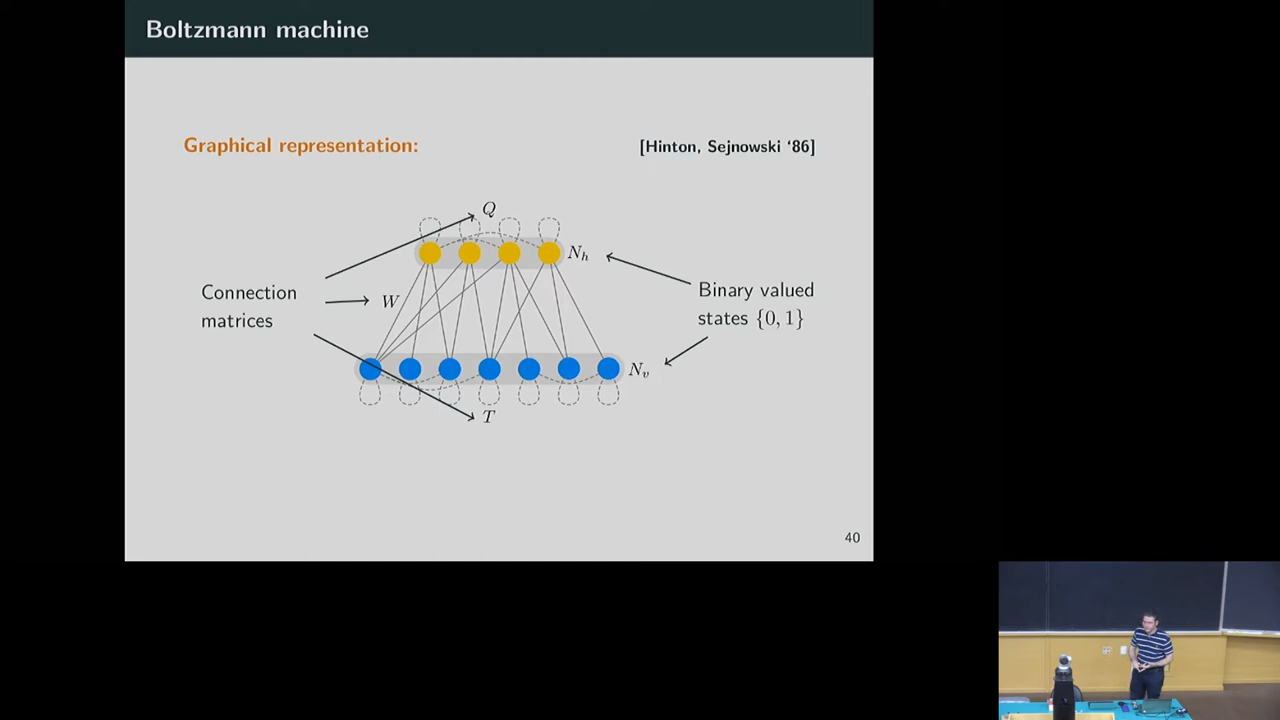 Boltzmann machine
Graphical representation:
[Hinton, Sejnowski ‘86]
Q
N_h
Connection
matrices
W
Binary valued
states {0, 1}
N_v
T
40